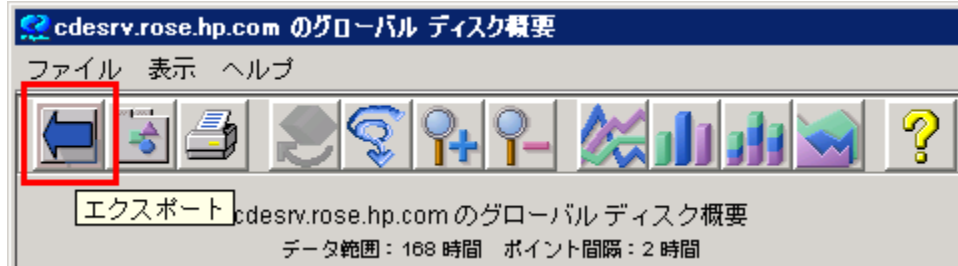 cdesrv.rose.hp.com のグローバル ディスク概要
ファイル 表示 ヘルプ
エクスポート
cdesrv.rose.hp.com のグローバル ディスク概要
データ範囲：168 時間 ポイント間隔：2 時間